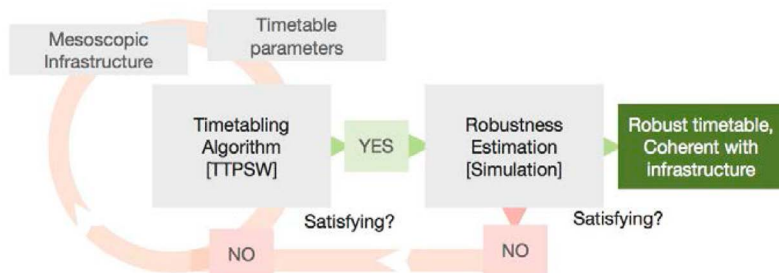 Mesoscopic
Infrastructure
Timetable
parameters
Timetabling
Algorithm
[TTPSW]
YES
Robustness
Estimation
[Simulation]
Robust timetable,
Coherent with
infrastructure
Satisfying?
Satisfying?
NO
NO